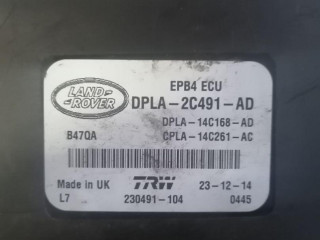 EPB4 ECU
LAND
ROVER
DPLA-2C491-AD
DPLA-14C168-AD
B47QA
CPLA-14C261-AC
Made in UK
TRW
23-12-14
L7
230491-104
0445